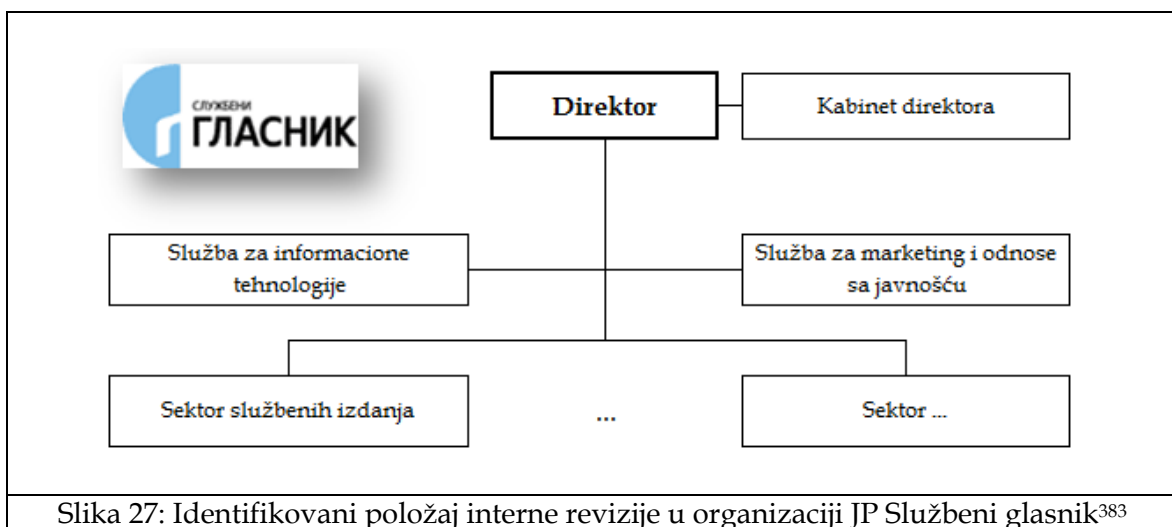 СЛУЖБЕНИ
ГЛАСНИК
Direktor
Kabinet direktora
Služba za informacione
tehnologije
Služba za marketing i odnose
sa javnošću
Sektor službenih izdanja
...
Sektor ...
Slika 27: Identifikovani položaj interne revizije u organizaciji JP Službeni glasnik383